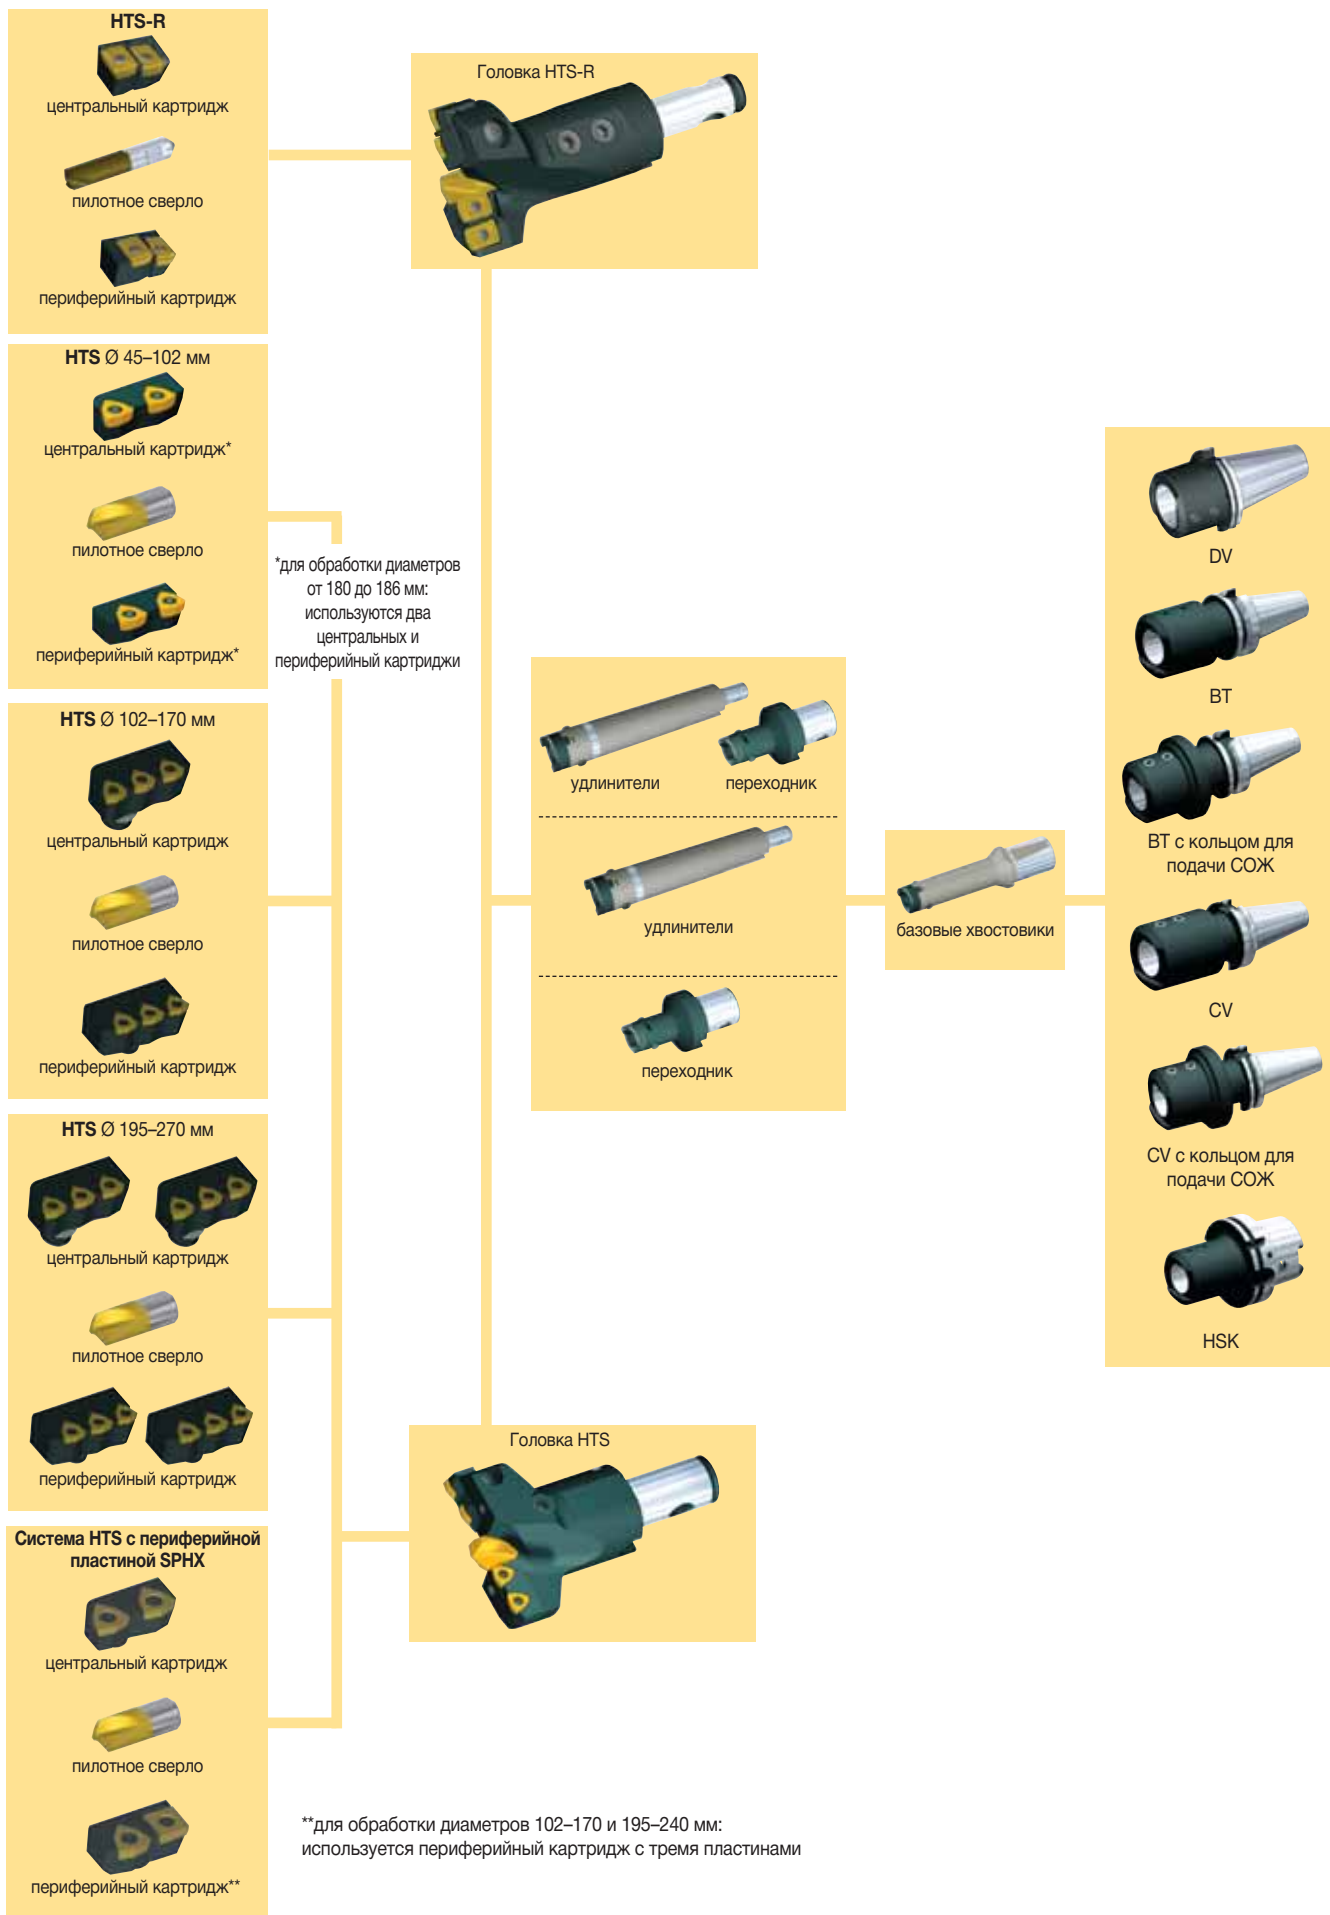 HTS-R
центральный картридж
пилотное сверло
периферийный картридж
HTS Ø 45–102 мм
центральный картридж*
пилотное сверло
периферийный картридж*
HTS Ø 102–170 мм
центральный картридж
пилотное сверло
периферийный картридж
HTS Ø 195–270 мм
центральный картридж
пилотное сверло
периферийный картридж
Система HTS с периферийной
пластиной SPHX
центральный картридж
пилотное сверло
периферийный картридж**
*для обработки диаметров
от 180 до 186 мм:
используются два
центральных и
периферийный картриджи
Головка HTS-R
удлинители
переходник
удлинители
переходник
Головка HTS
базовые хвостовики
DV
BT
BT с кольцом для
подачи СОЖ
CV
CV с кольцом для
подачи СОЖ
HSK
**для обработки диаметров 102–170 и 195–240 мм:
используется периферийный картридж с тремя пластинами